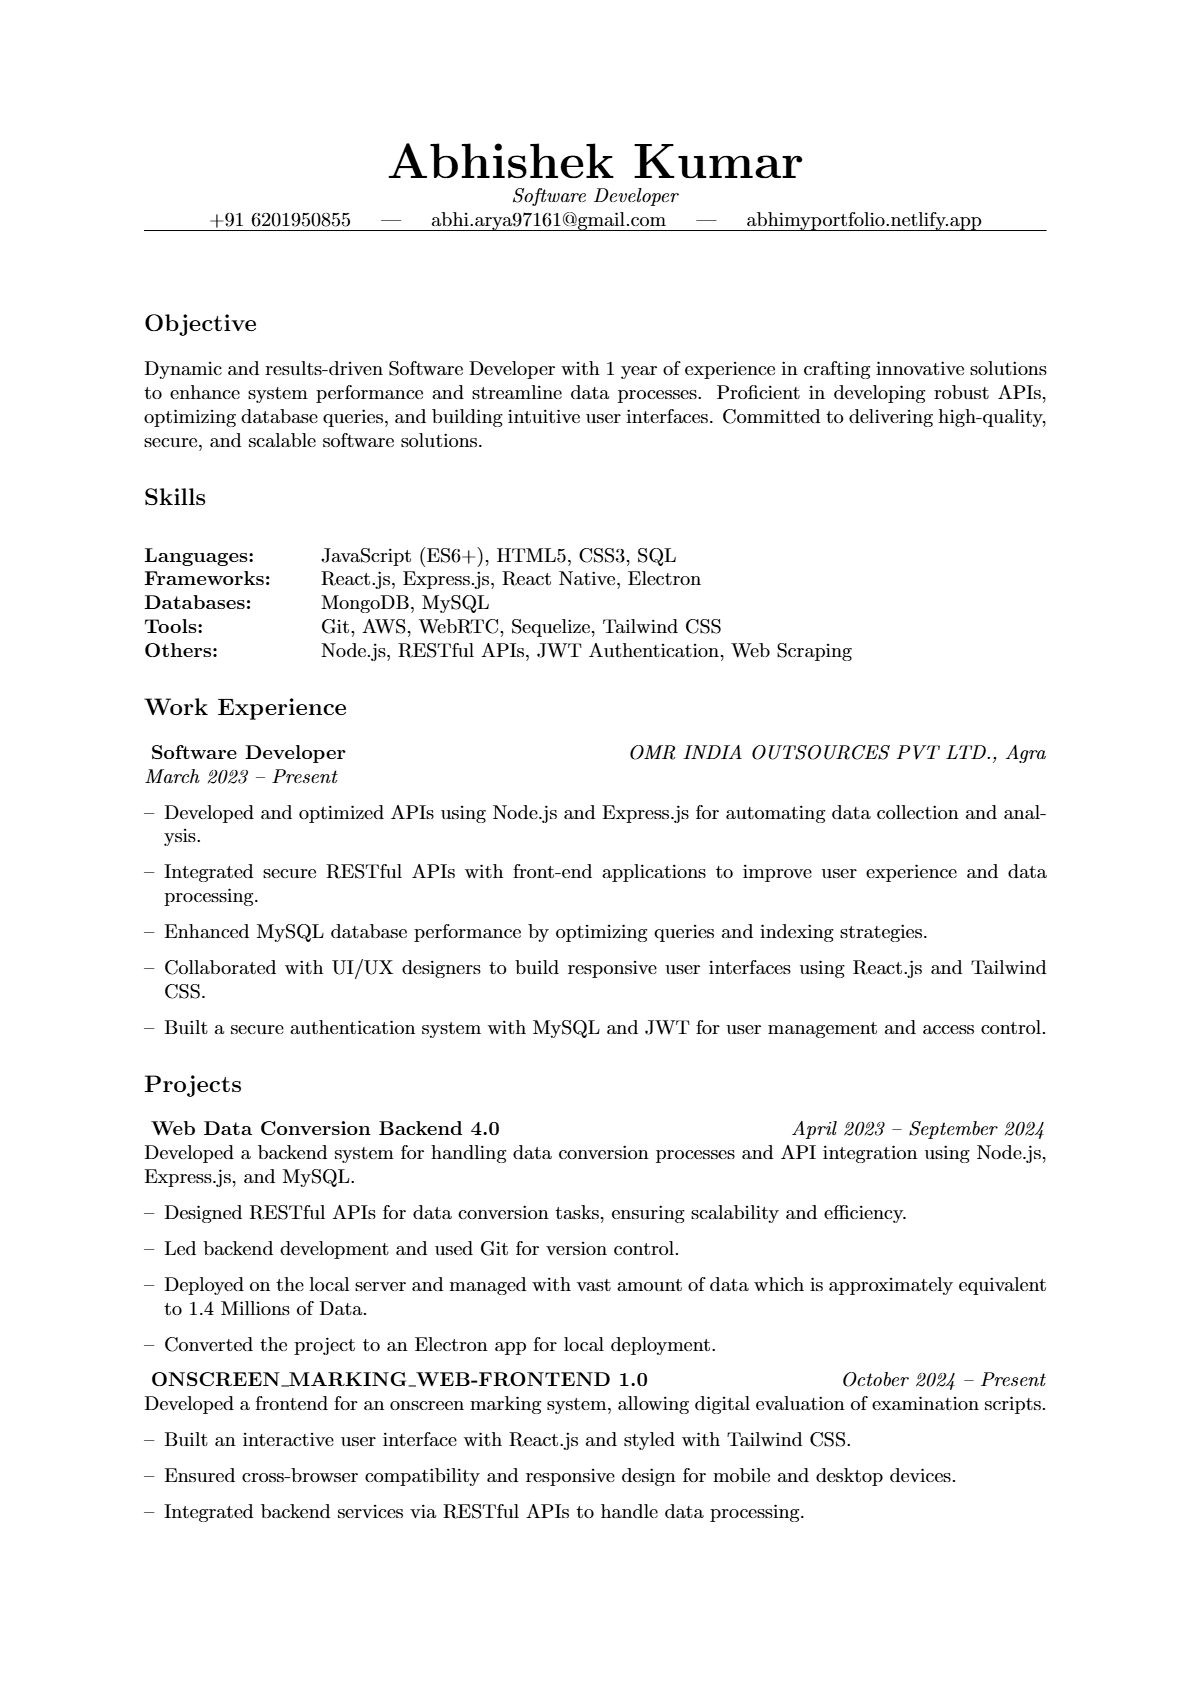 Abhishek Kumar
Software Developer
+91 6201950855 — abhi.arya97161@gmail.com — abhimyportfolio.netlify.app
Objective
Dynamic and results-driven Software Developer with 1 year of experience in crafting innovative solutions
to enhance system performance and streamline data processes. Proficient in developing robust APIs,
optimizing database queries, and building intuitive user interfaces. Committed to delivering high-quality,
secure, and scalable software solutions.
Skills
Languages: JavaScript (ES6+), HTML5, CSS3, SQL
Frameworks: React.js, Express.js, React Native, Electron
Databases: MongoDB, MySQL
Tools: Git, AWS, WebRTC, Sequelize, Tailwind CSS
Others: Node.js, RESTful APIs, JWT Authentication, Web Scraping
Work Experience
Software Developer OMR INDIA OUTSOURCES PVT LTD., Agra
March 2023 – Present
– Developed and optimized APIs using Node.js and Express.js for automating data collection and anal-
ysis.
– Integrated secure RESTful APIs with front-end applications to improve user experience and data
processing.
– Enhanced MySQL database performance by optimizing queries and indexing strategies.
– Collaborated with UI/UX designers to build responsive user interfaces using React.js and Tailwind
CSS.
– Built a secure authentication system with MySQL and JWT for user management and access control.
Projects
Web Data Conversion Backend 4.0 April 2023 – September 2024
Developed a backend system for handling data conversion processes and API integration using Node.js,
Express.js, and MySQL.
– Designed RESTful APIs for data conversion tasks, ensuring scalability and efficiency.
– Led backend development and used Git for version control.
– Deployed on the local server and managed with vast amount of data which is approximately equivalent
to 1.4 Millions of Data.
– Converted the project to an Electron app for local deployment.
ONSCREEN_MARKING_WEB-FRONTEND 1.0 October 2024 – Present
Developed a frontend for an onscreen marking system, allowing digital evaluation of examination scripts.
– Built an interactive user interface with React.js and styled with Tailwind CSS.
– Ensured cross-browser compatibility and responsive design for mobile and desktop devices.
– Integrated backend services via RESTful APIs to handle data processing.